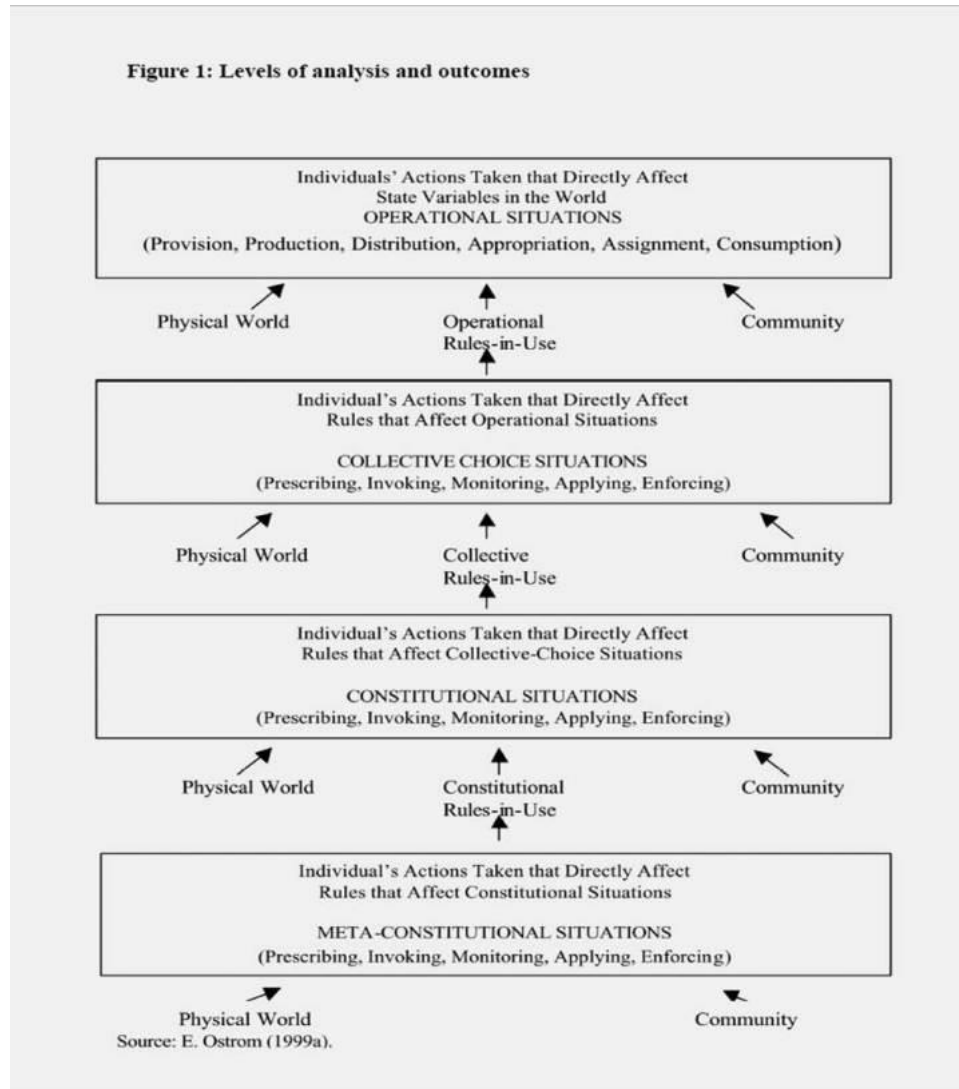 Figure 1: Levels of analysis and outcomes
Individuals’ Actions Taken that Directly Affect
State Variables in the World
OPERATIONAL SITUATIONS
(Provision, Production, Distribution, Appropriation, Assignment, Consumption)
Physical World
Operational
Rules-in-Use
Community
Individual’s Actions Taken that Directly Affect
Rules that Affect Operational Situations
COLLECTIVE CHOICE SITUATIONS
(Prescribing, Invoking, Monitoring, Applying, Enforcing)
Physical World
Collective
Rules-in-Use
Community
Individual’s Actions Taken that Directly Affect
Rules that Affect Collective-Choice Situations
CONSTITUTIONAL SITUATIONS
(Prescribing, Invoking, Monitoring, Applying, Enforcing)
Physical World
Constitutional
Rules-in-Use
Community
Individual’s Actions Taken that Directly Affect
Rules that Affect Constitutional Situations
META-CONSTITUTIONAL SITUATIONS
(Prescribing, Invoking, Monitoring, Applying, Enforcing)
Physical World
Community
Source: E. Ostrom (1999a).